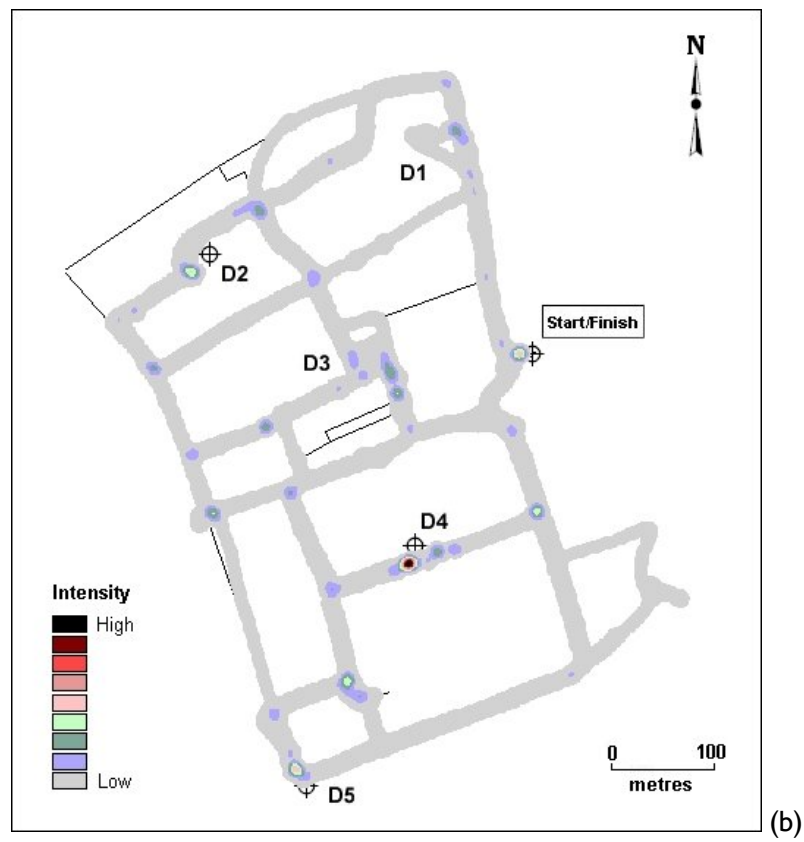 N
D1
D2
Start/Finish
D3
D4
Intensity
High
Low
0 100
metres
D5
(b)